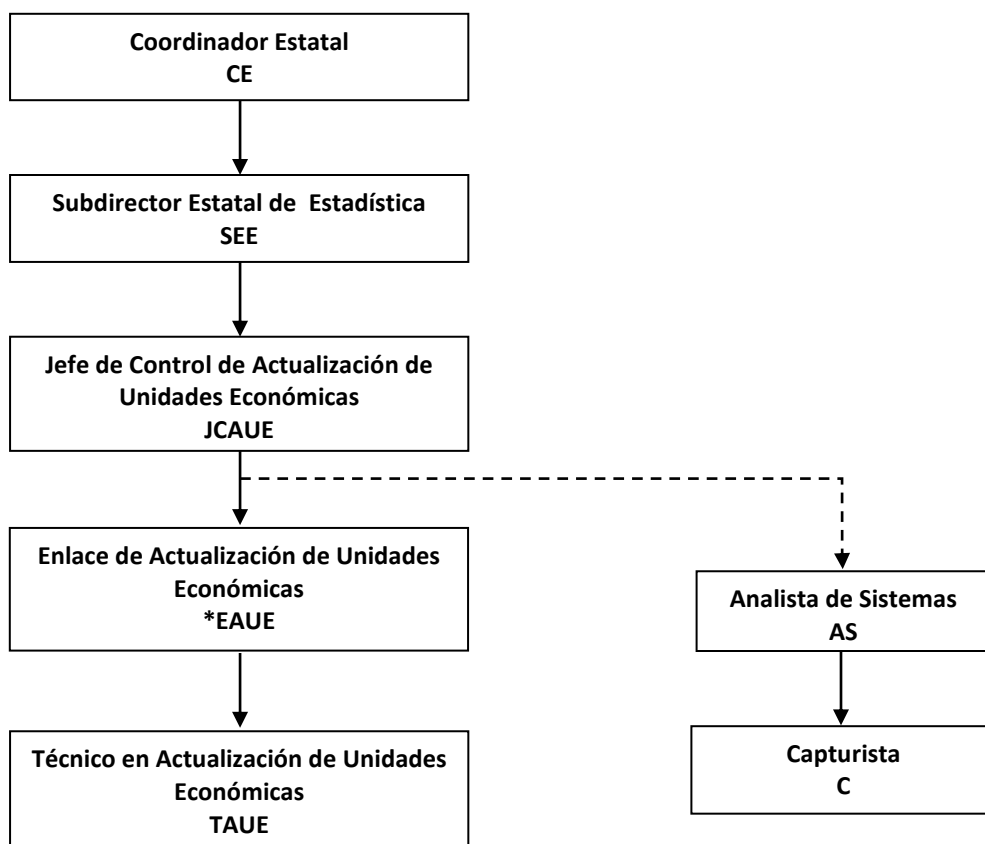 Coordinador Estatal
CE
Subdirector Estatal de Estadística
SEE
Jefe de Control de Actualización de
Unidades Económicas
JCAUE
Enlace de Actualización de Unidades
Económicas
*EAUE
Analista de Sistemas
AS
Técnico en Actualización de Unidades
Económicas
TAUE
Capturista
C